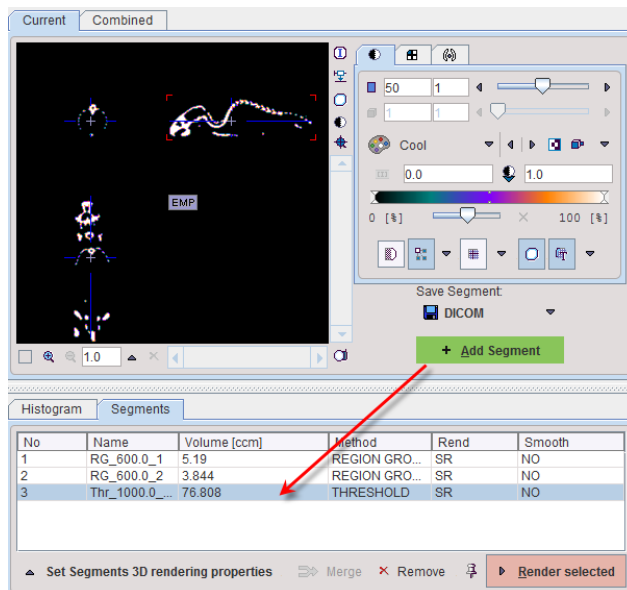 Current Combined
50 1
1 1
Cool
EMP
0.0 1.0
0 [%] 100 [%]
Save Segment:
DICOM
1.0
+ Add Segment
Histogram Segments
No Name Volume [ccm] Method Rend Smooth
1 RG_600.0_1 5.19 REGION GRO... SR NO
2 RG_600.0_2 3.844 REGION GRO... SR NO
3 Thr_1000.0_... 76.808 THRESHOLD SR NO
Set Segments 3D rendering properties Merge Remove Render selected